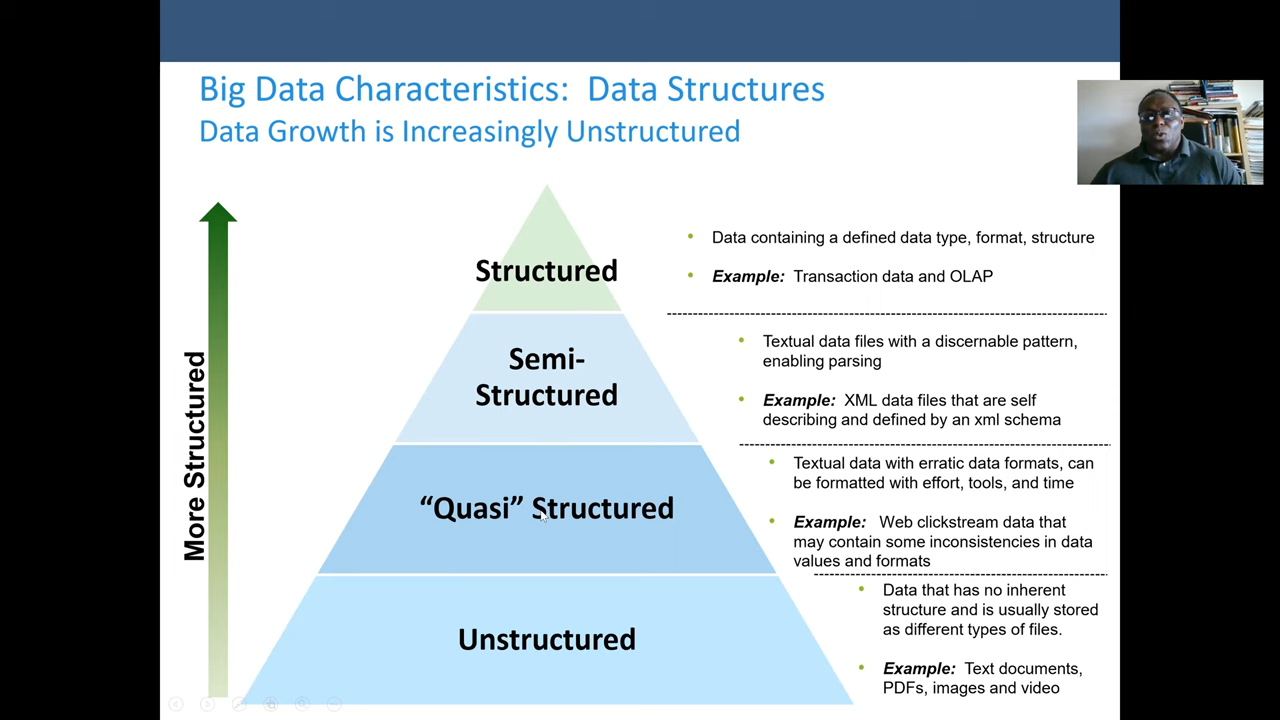 Big Data Characteristics:  Data Structures
Data Growth is Increasingly Unstructured
More Structured
Structured
• Data containing a defined data type, format, structure
• Example:  Transaction data and OLAP
Semi-
Structured
• Textual data files with a discernable pattern,
enabling parsing
• Example:  XML data files that are self
describing and defined by an xml schema
“Quasi” Structured
• Textual data with erratic data formats, can
be formatted with effort, tools, and time
• Example:  Web clickstream data that
may contain some inconsistencies in data
values and formats
Unstructured
• Data that has no inherent
structure and is usually stored
as different types of files.
• Example:  Text documents,
PDFs, images and video